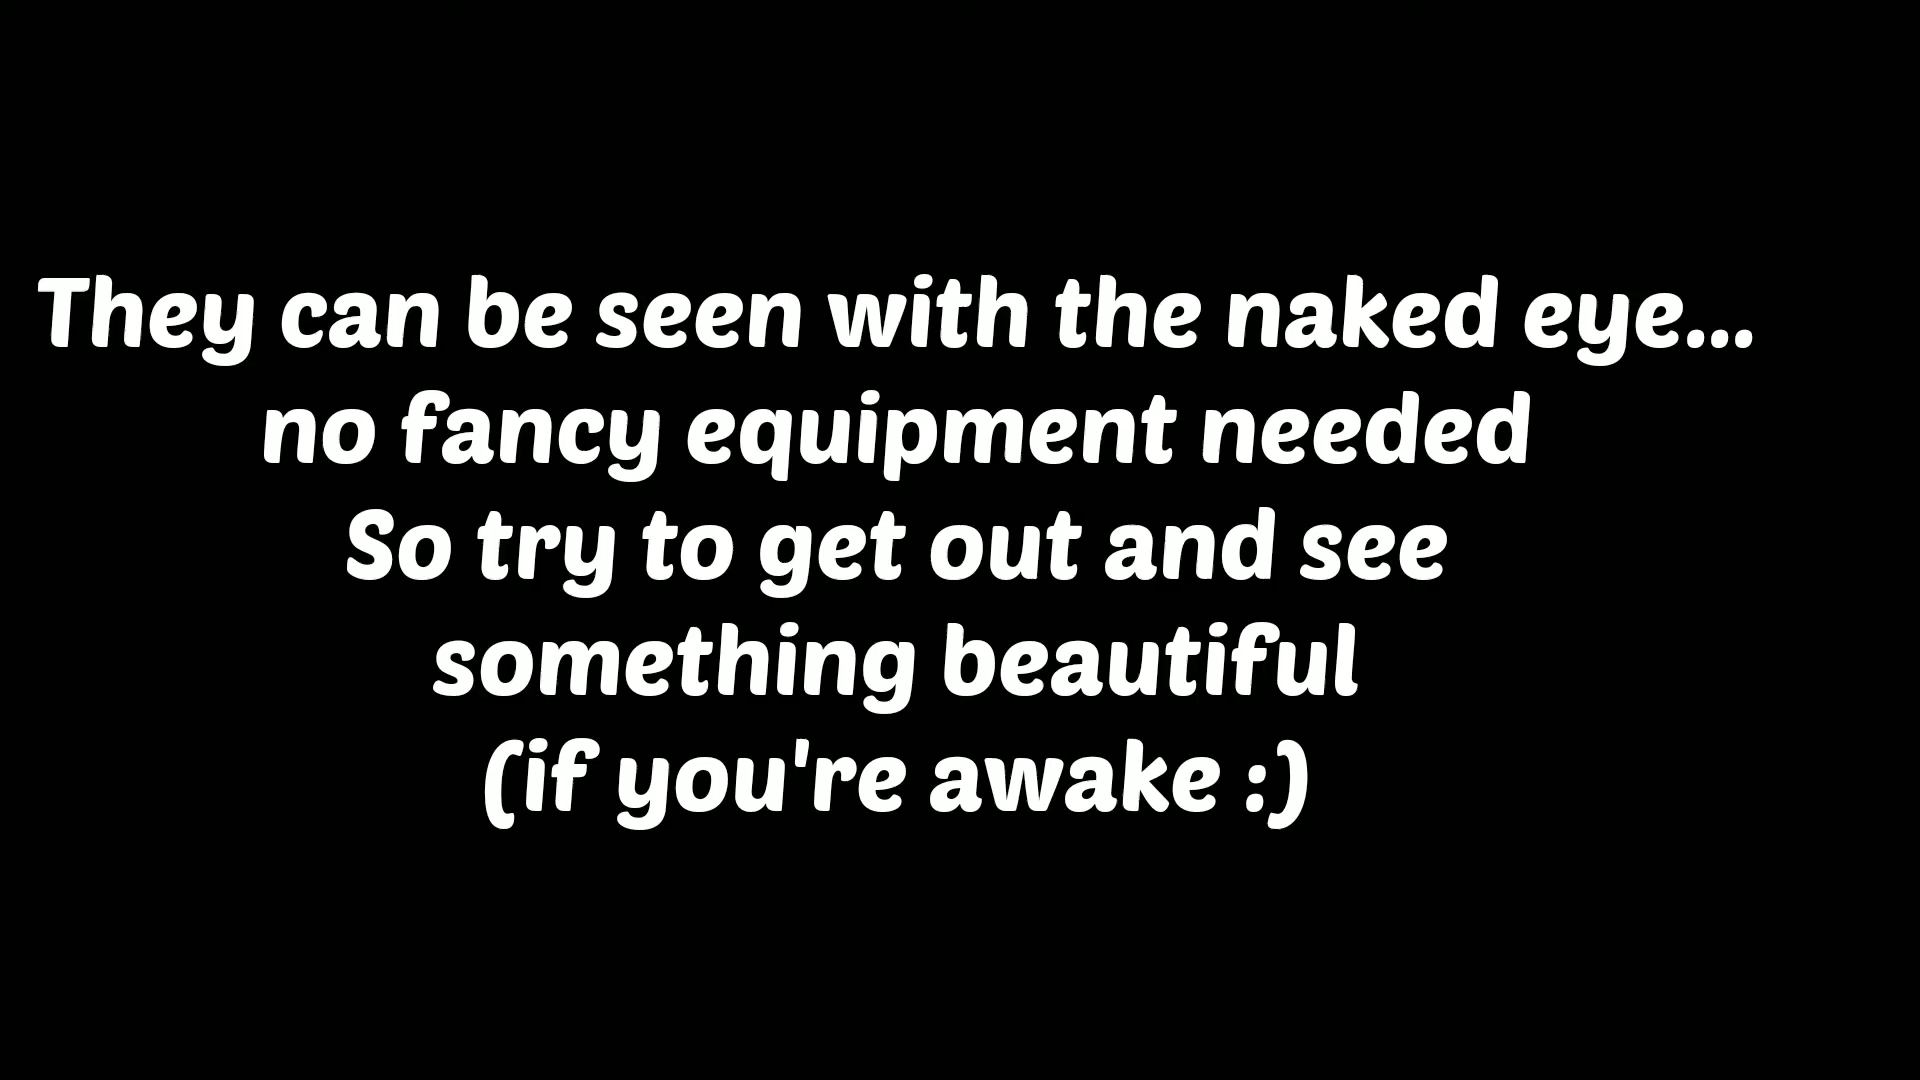 They can be seen with the naked eye...
no fancy equipment needed
So try to get out and see
something beautiful
(if you're awake :)